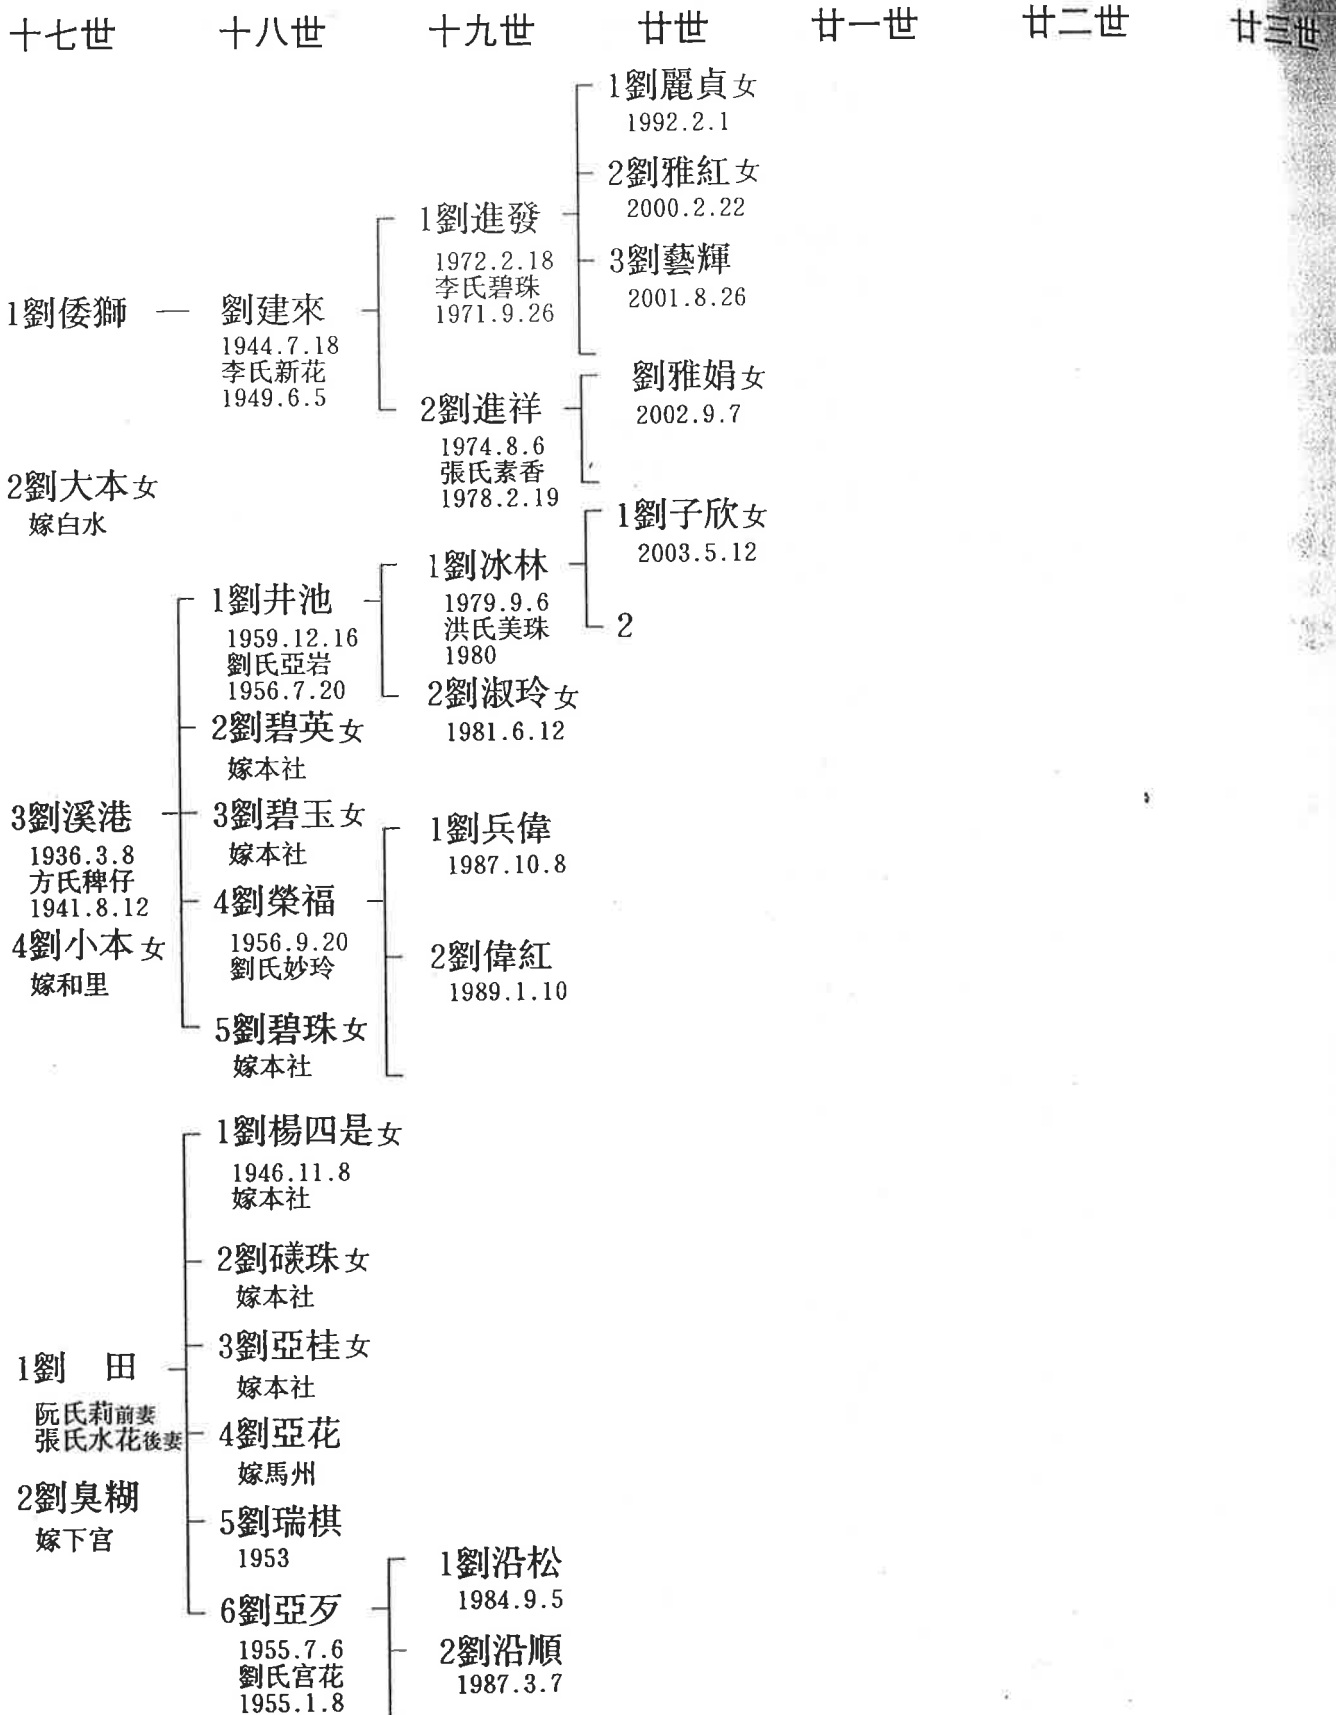 十七世 十八世 十九世 廿世 廿一世 廿二世 廿三世
1劉麗貞女
1992.2.1
2劉雅紅女
2000.2.22
1劉進發
1972.2.18
李氏碧珠
1971.9.26
3劉藝輝
2001.8.26
1劉倭獅
劉建來
1944.7.18
李氏新花
1949.6.5
劉雅娟女
2002.9.7
2劉進祥
1974.8.6
張氏素香
1978.2.19
2劉大本女
嫁白水
1劉子欣女
2003.5.12
1劉冰林
1979.9.6
洪氏美珠
1980
2
1劉井池
1959.12.16
劉氏亞岩
1956.7.20
2劉淑玲女
1981.6.12
2劉碧英女
嫁本社
3劉溪港
1936.3.8
方氏稗仔
1941.8.12
3劉碧玉女
嫁本社
1劉兵偉
1987.10.8
4劉榮福
1956.9.20
劉氏妙玲
4劉小本女
嫁和里
2劉偉紅
1989.1.10
5劉碧珠女
嫁本社
1劉楊四是女
1946.11.8
嫁本社
2劉磺珠女
嫁本社
3劉亞桂女
嫁本社
1劉 田
阮氏莉前妻
張氏水花後妻
4劉亞花
嫁馬州
2劉臭糊
嫁下宫
5劉瑞棋
1953
1劉沿松
1984.9.5
6劉亞歹
1955.7.6
劉氏宫花
1955.1.8
2劉沿順
1987.3.7